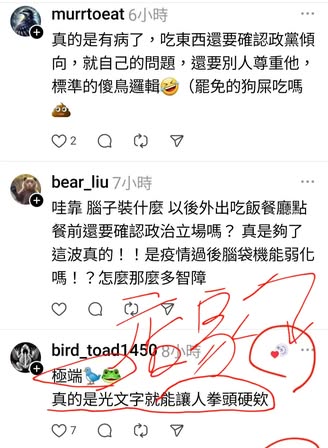 murrtoeat 6小時
真的是有病了，吃東西還要確認政黨傾
向，就自己的問題，還要別人尊重他，
標準的傻鳥邏輯🤣（罷免的狗屎吃嗎
💩
2
bear_liu 7小時
哇靠 腦子裝什麼 以後外出吃飯餐廳點
餐前還要確認政治立場嗎？ 真是夠了
這波真的！！是疫情過後腦袋機能弱化
嗎！？怎麼那麼多智障
bird_toad1450 8小時
極端🐦🐸
真的是光文字就能讓人拳頭硬欸
7